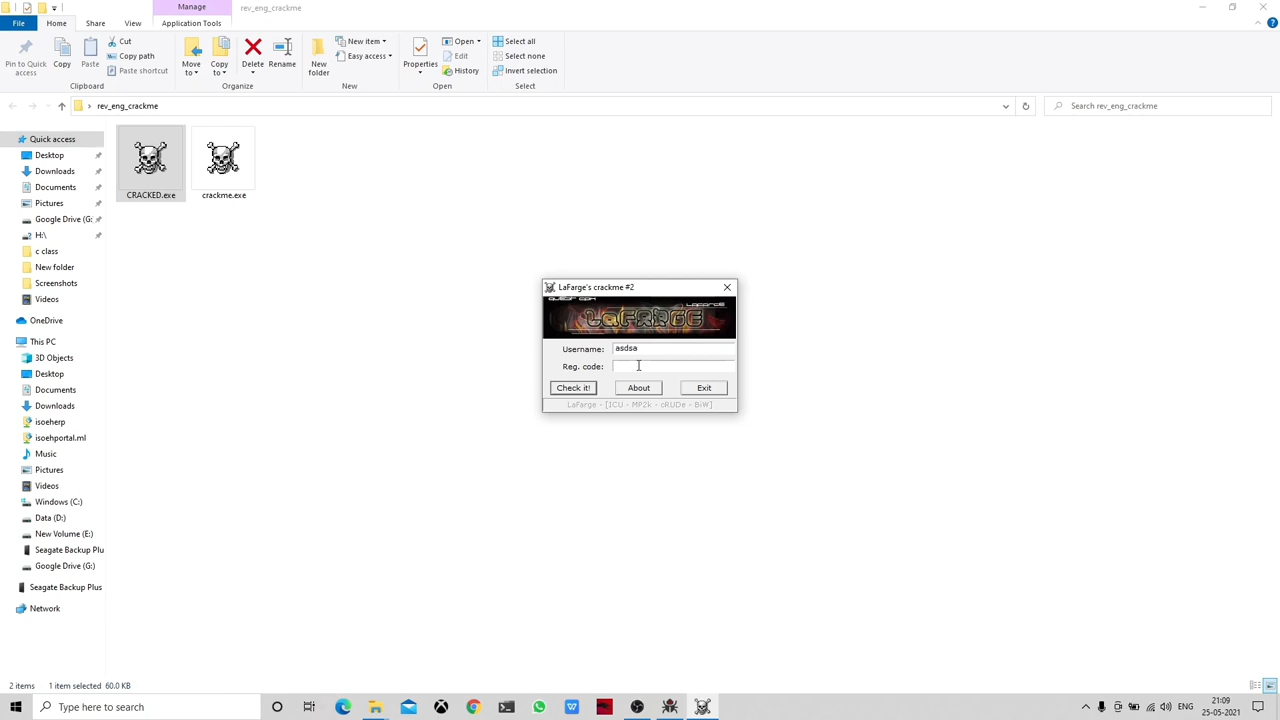 Manage
rev_eng_crackme
File
Home
Share
View
Application Tools
Pin to Quick access
Copy
Paste
Cut
Copy path
Paste shortcut
Clipboard
Move to
Copy to
Delete
Rename
Organize
New folder
New item
Easy access
New
Properties
Open
Edit
History
Open
Select all
Select none
Invert selection
Select
rev_eng_crackme
Search rev_eng_crackme
Quick access
Desktop
Downloads
Documents
Pictures
Google Drive (G:
H:\
c class
New folder
Screenshots
Videos
OneDrive
This PC
3D Objects
Desktop
Documents
Downloads
isoeherp
isoehportal.ml
Music
Pictures
Videos
Windows (C:)
Data (D:)
New Volume (E:)
Seagate Backup Plu
Google Drive (G:)
Seagate Backup Plus
Network
CRACKED.exe
crackme.exe
LaFarge's crackme #2
LAFARGE
Username: asdsa
Reg. code:
Check it!
About
Exit
LaFarge - [ICU - MP2k - cRUDe - BiW]
2 items
1 item selected 60.0 KB
Type here to search
ENG
21:09
25-05-2021